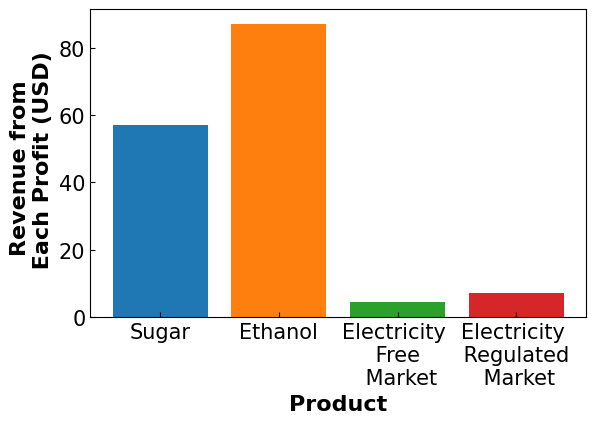 Revenue from
Each Profit (USD)
80
60
40
20
0
Sugar
Ethanol
Electricity
Free
Market
Electricity
Regulated
Market
Product